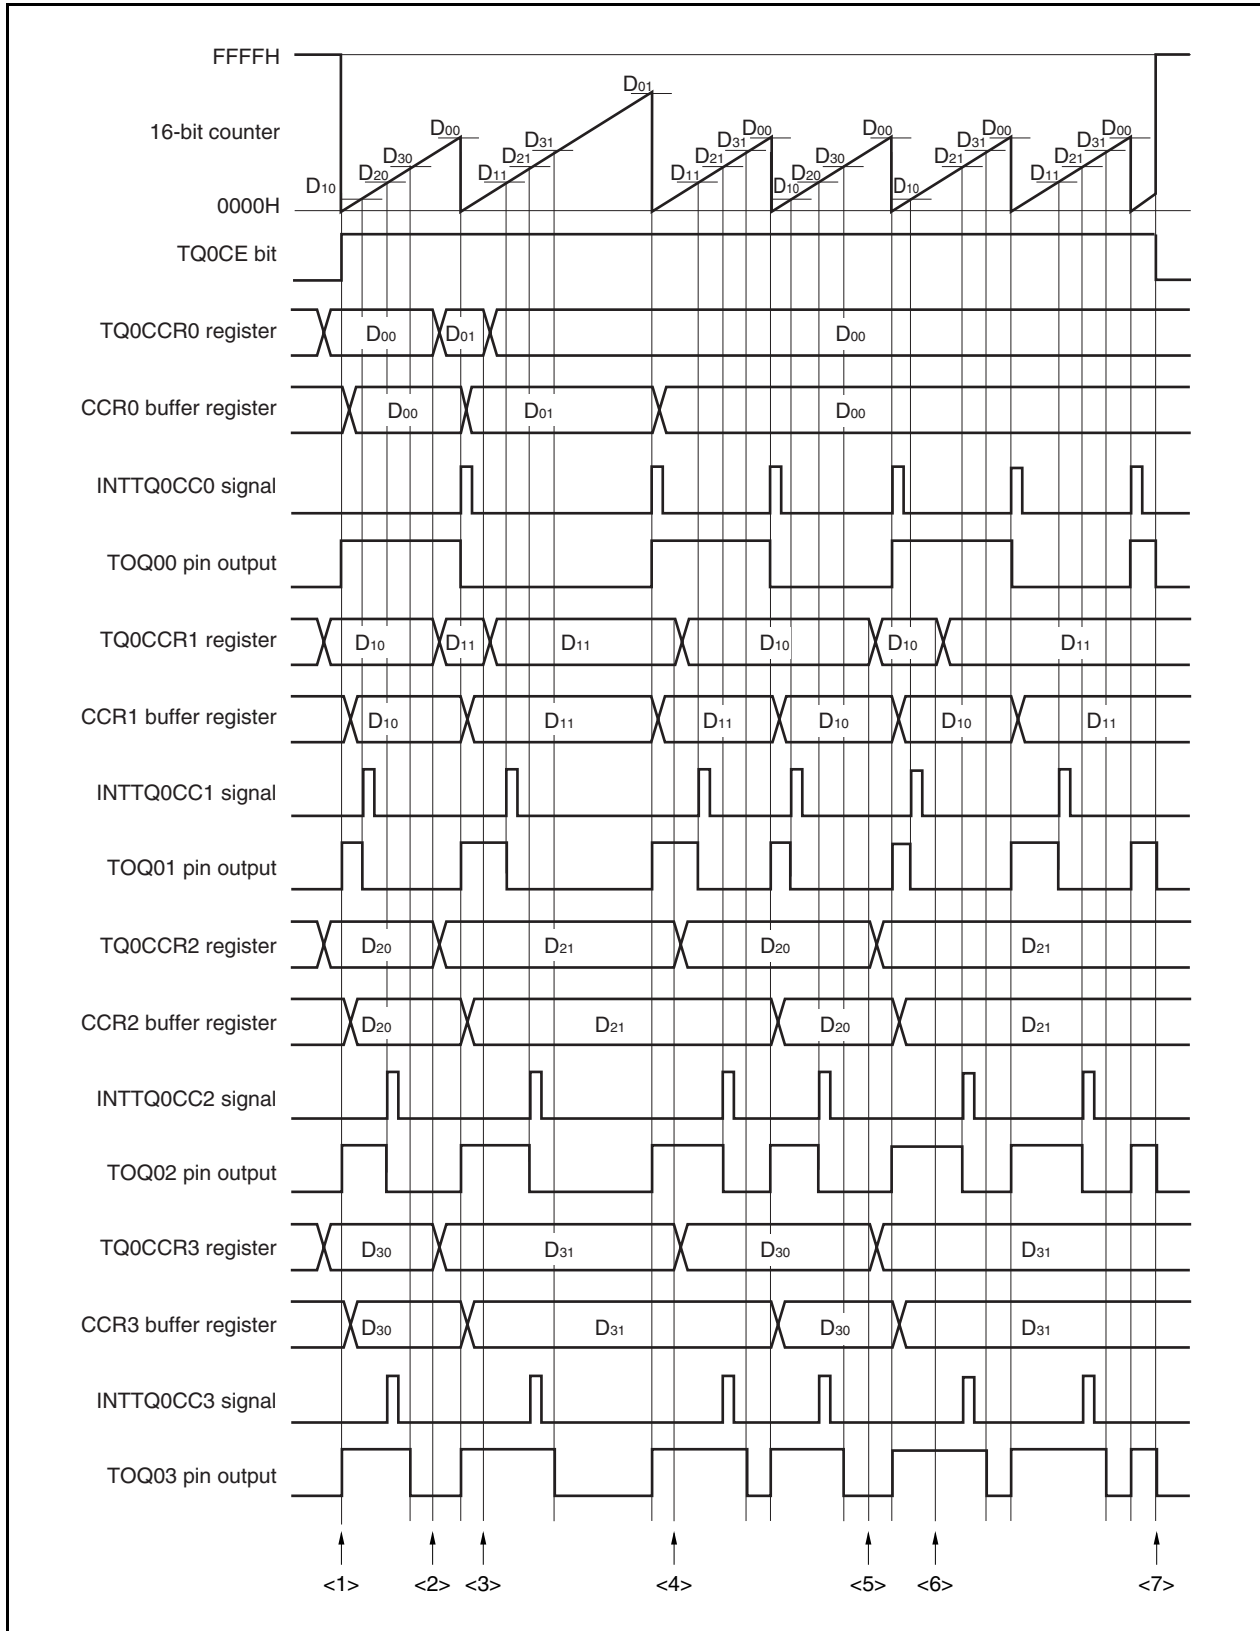 FFFFH
D01
16-bit counter
D00 D00 D00 D00 D00
D30 D31 D31 D30 D31 D31
D20 D21 D21 D21 D21
D10 D11 D11 D10 D20 D10 D11
0000H
TQ0CE bit
TQ0CCR0 register D00 D01 D00
CCR0 buffer register D00 D01 D00
INTTQ0CC0 signal
TOQ00 pin output
TQ0CCR1 register D10 D11 D11 D10 D10 D11
CCR1 buffer register D10 D11 D11 D10 D10 D11
INTTQ0CC1 signal
TOQ01 pin output
TQ0CCR2 register D20 D21 D20 D21
CCR2 buffer register D20 D21 D20 D21
INTTQ0CC2 signal
TOQ02 pin output
TQ0CCR3 register D30 D31 D30 D31
CCR3 buffer register D30 D31 D30 D31
INTTQ0CC3 signal
TOQ03 pin output
<1> <2> <3> <4> <5> <6> <7>